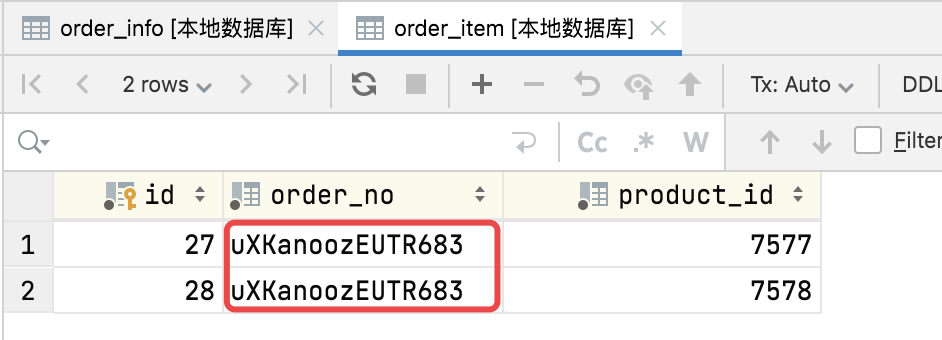 order_info [本地数据库] order_item [本地数据库]
2 rows Tx: Auto DDL
Cc .* W Filter
id order_no product_id
1 27 uXKanoozEUTR683 7577
2 28 uXKanoozEUTR683 7578